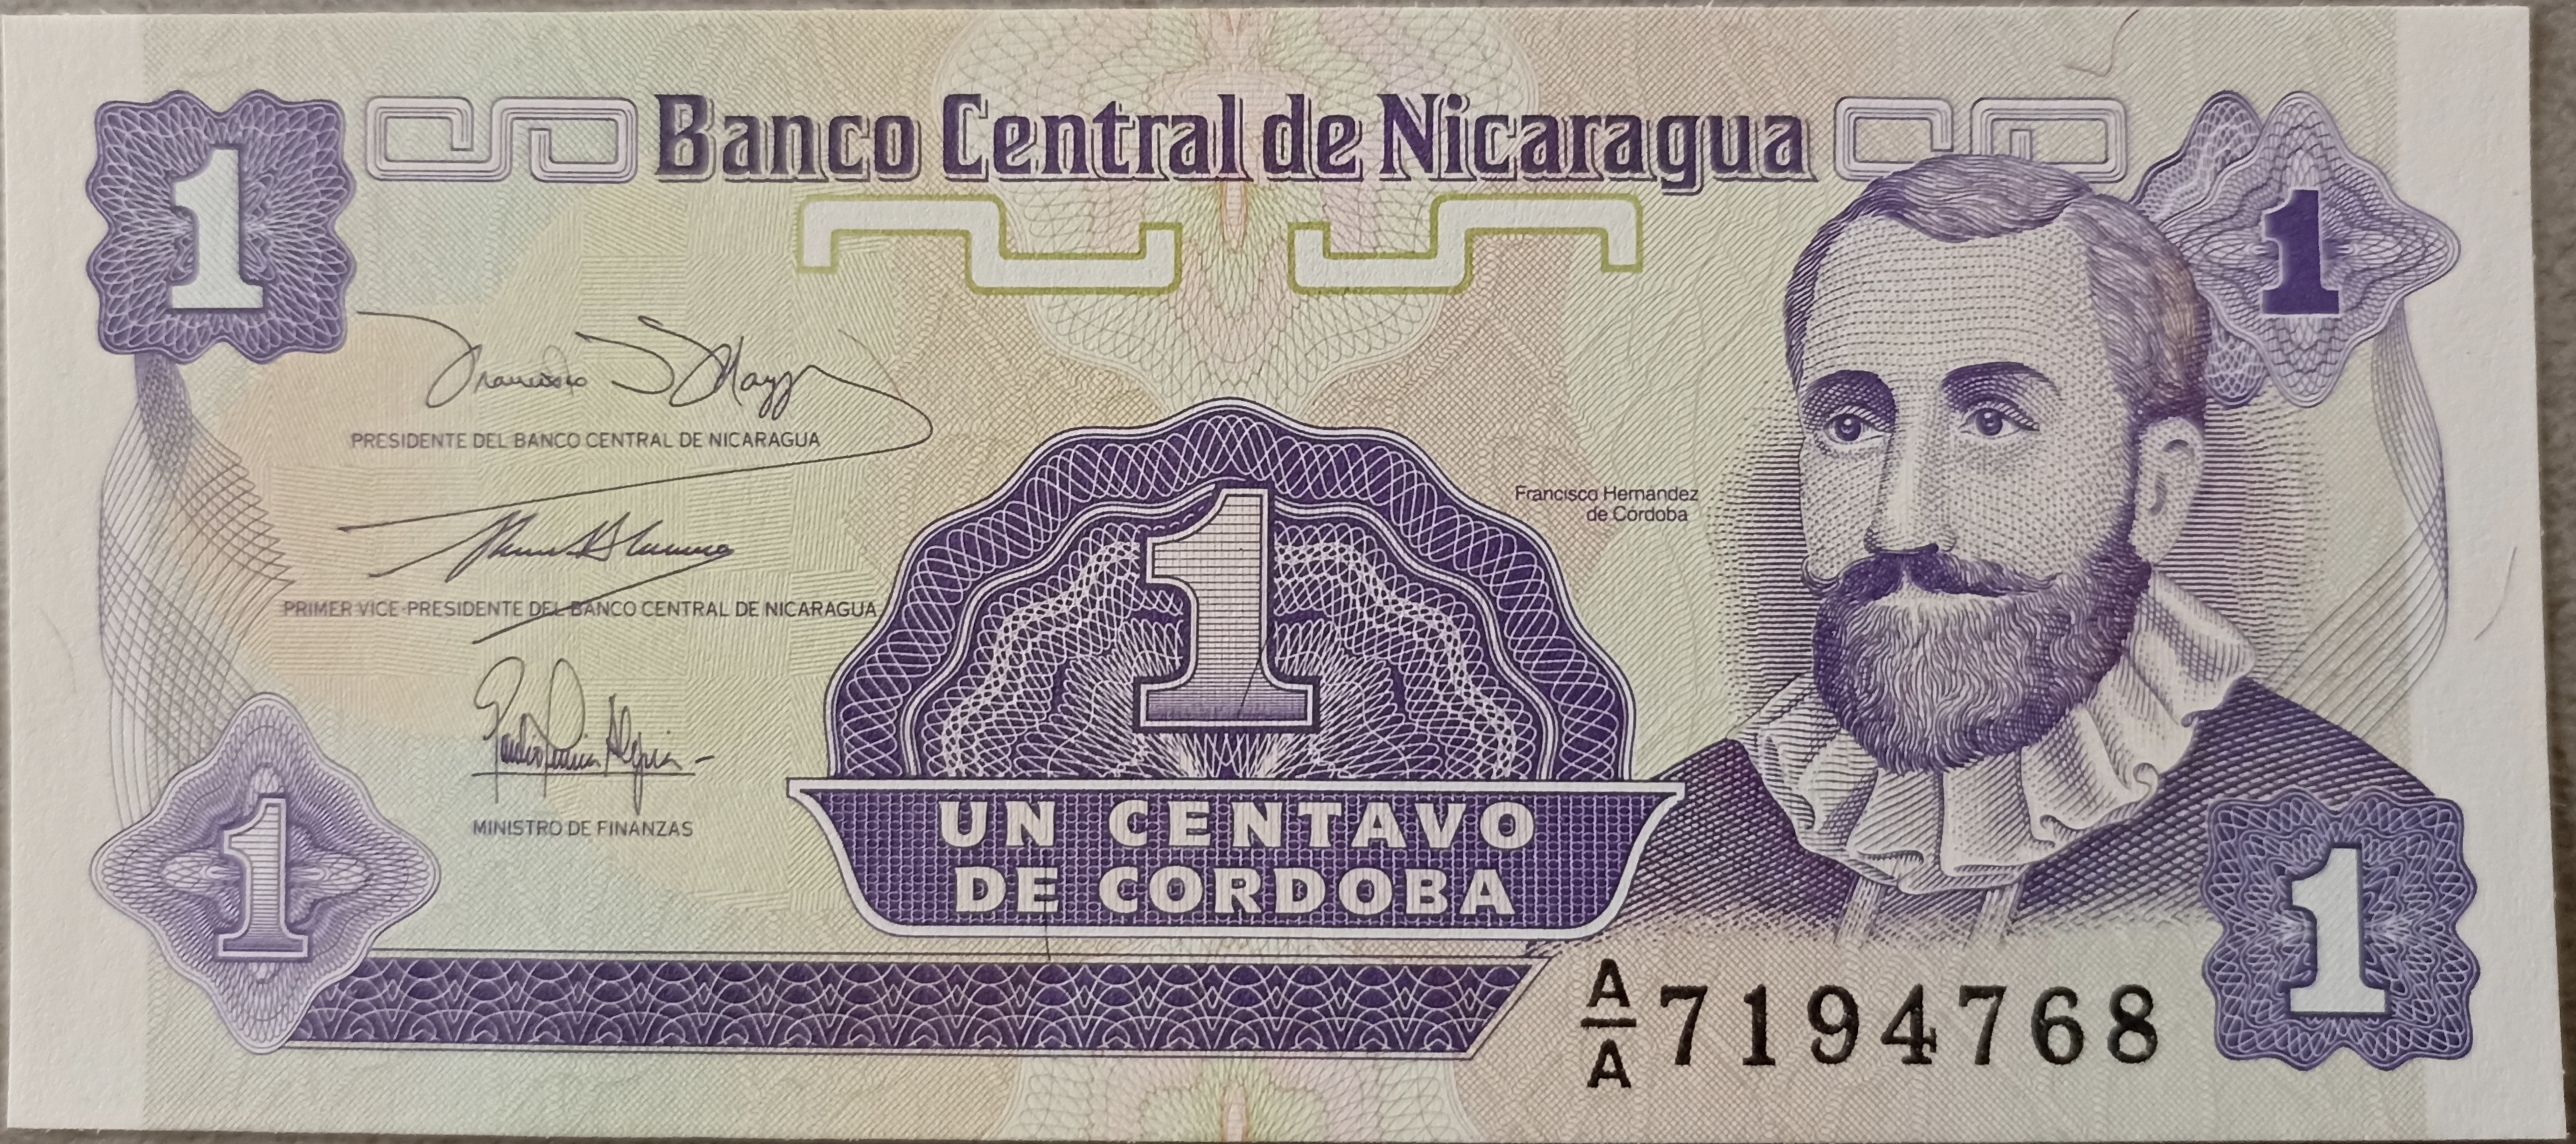 Banco Central de Nicaragua
1
1
PRESIDENTE DEL BANCO CENTRAL DE NICARAGUA
Francisco Hernandez
de Cordoba
1
PRIMER VICE-PRESIDENTE DEL BANCO CENTRAL DE NICARAGUA
MINISTRO DE FINANZAS
UN CENTAVO
DE CORDOBA
1
1
A/A 7194768